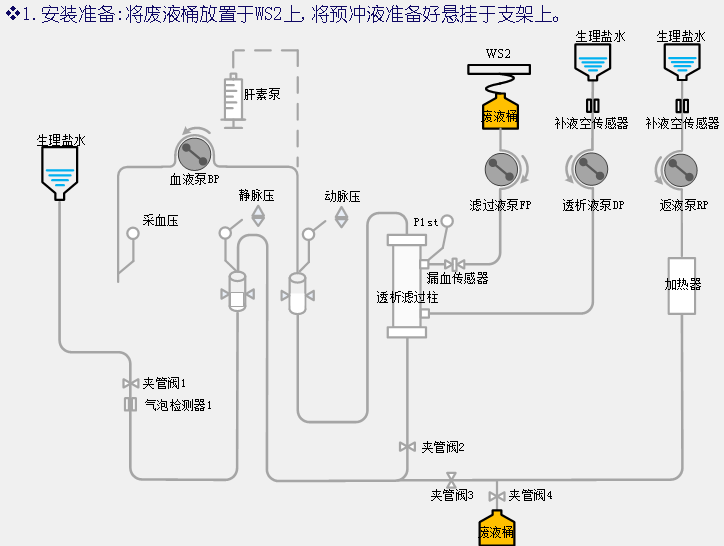 ❖1.安装准备:将废液桶放置于WS2上,将预冲液准备好悬挂于支架上。
WS2
生理盐水
生理盐水
肝素泵
废液桶
补液空传感器
补液空传感器
生理盐水
血液泵BP
静脉压
动脉压
滤过液泵FP
透析液泵DP
返液泵RP
采血压
P1st
漏血传感器
加热器
透析滤过柱
夹管阀1
气泡检测器1
夹管阀2
夹管阀3
夹管阀4
废液桶